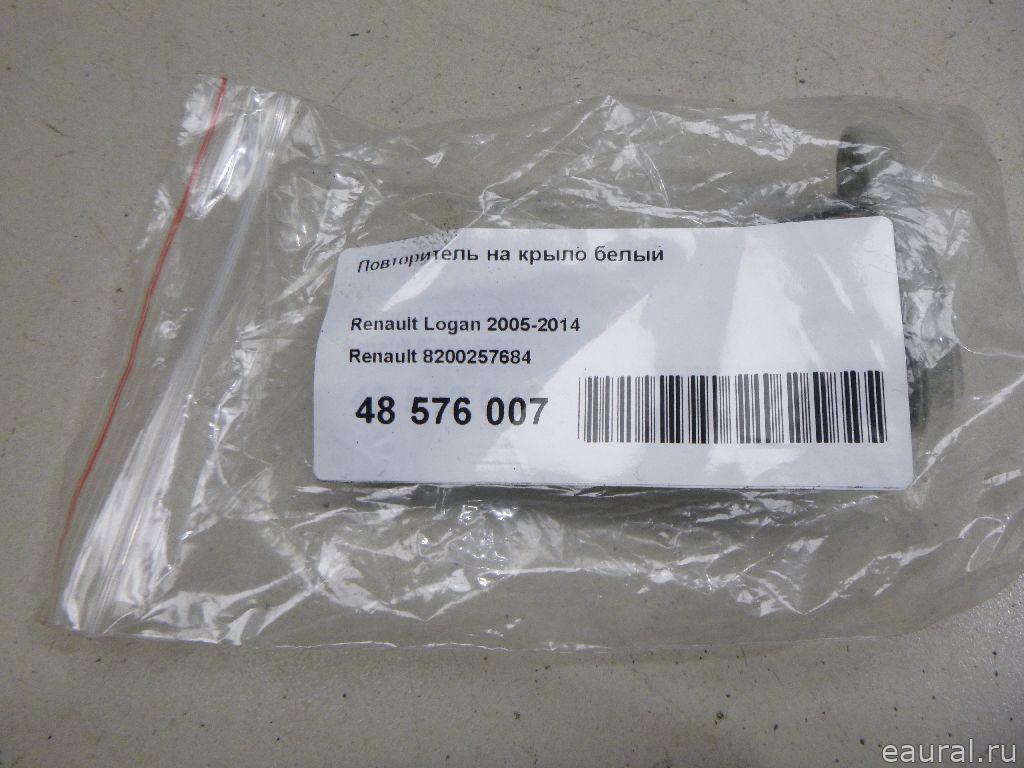 Повторитель на крыло белый
Renault Logan 2005-2014
Renault 8200257684
48 576 007
eaural.ru